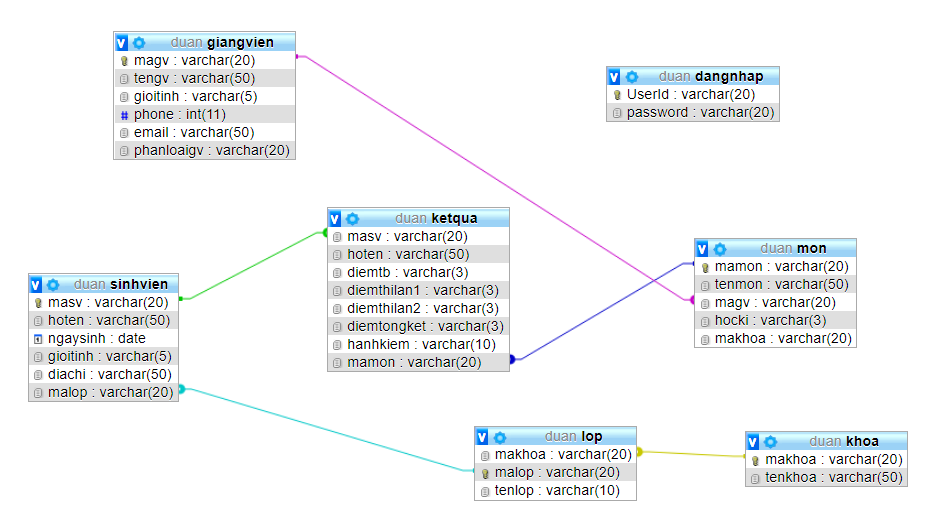 duan giangvien
magv : varchar(20)
tengv : varchar(50)
gioitinh : varchar(5)
phone : int(11)
email : varchar(50)
phanloaigv : varchar(20)
duan dangnhap
UserId : varchar(20)
password : varchar(20)
duan ketqua
masv : varchar(20)
hoten : varchar(50)
diemtb : varchar(3)
diemthilan1 : varchar(3)
diemthilan2 : varchar(3)
diemtongket : varchar(3)
hanhkiem : varchar(10)
mamon : varchar(20)
duan mon
mamon : varchar(20)
tenmon : varchar(50)
magv : varchar(20)
hocki : varchar(3)
makhoa : varchar(20)
duan sinhvien
masv : varchar(20)
hoten : varchar(50)
ngaysinh : date
gioitinh : varchar(5)
diachi : varchar(50)
malop : varchar(20)
duan lop
makhoa : varchar(20)
malop : varchar(20)
tenlop : varchar(10)
duan khoa
makhoa : varchar(20)
tenkhoa : varchar(50)